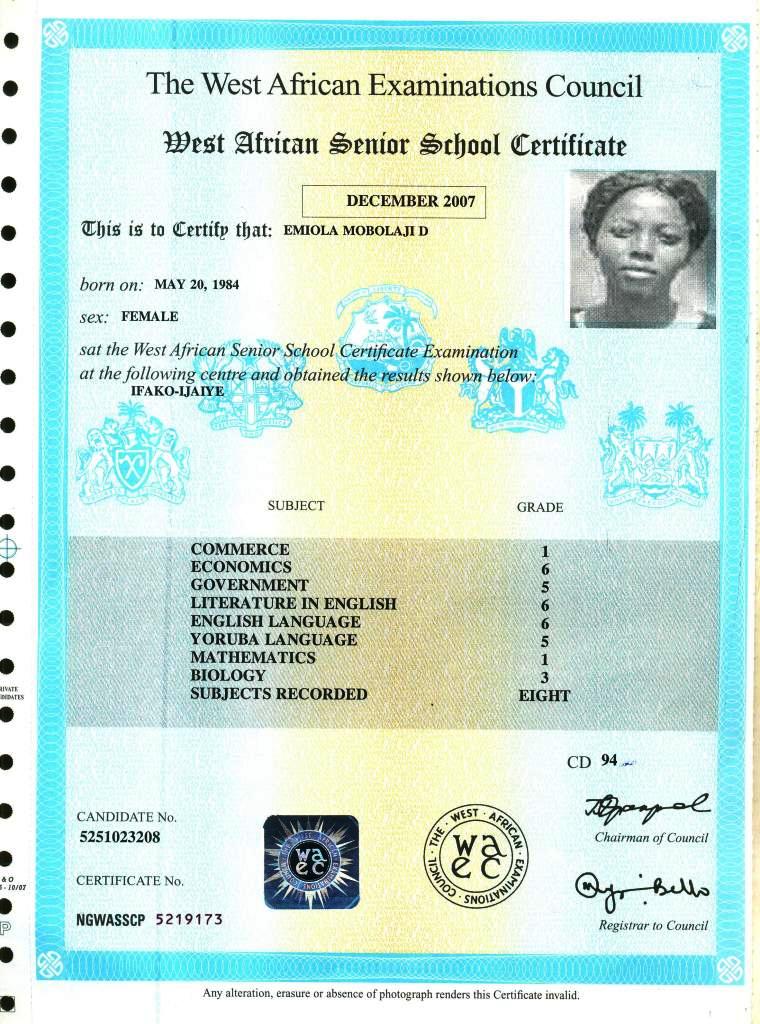 The West African Examinations Council
West African Senior School Certificate
DECEMBER 2007
This is to Certify that: EMIOLA MOBOLAJI D
born on: MAY 20, 1984
sex: FEMALE
sat the West African Senior School Certificate Examination
at the following centre and obtained the results shown below:
IFAKO-IJAIYE
SUBJECT GRADE
COMMERCE 1
ECONOMICS 6
GOVERNMENT 5
LITERATURE IN ENGLISH 6
ENGLISH LANGUAGE 6
YORUBA LANGUAGE 5
MATHEMATICS 1
BIOLOGY 3
SUBJECTS RECORDED EIGHT
CD 94
CANDIDATE No.
5251023208
Chairman of Council
CERTIFICATE No.
NGWASSCP 5219173
Registrar to Council
waec
THE WEST AFRICAN EXAMINATIONS COUNCIL
waec
Any alteration, erasure or absence of photograph renders this Certificate invalid.